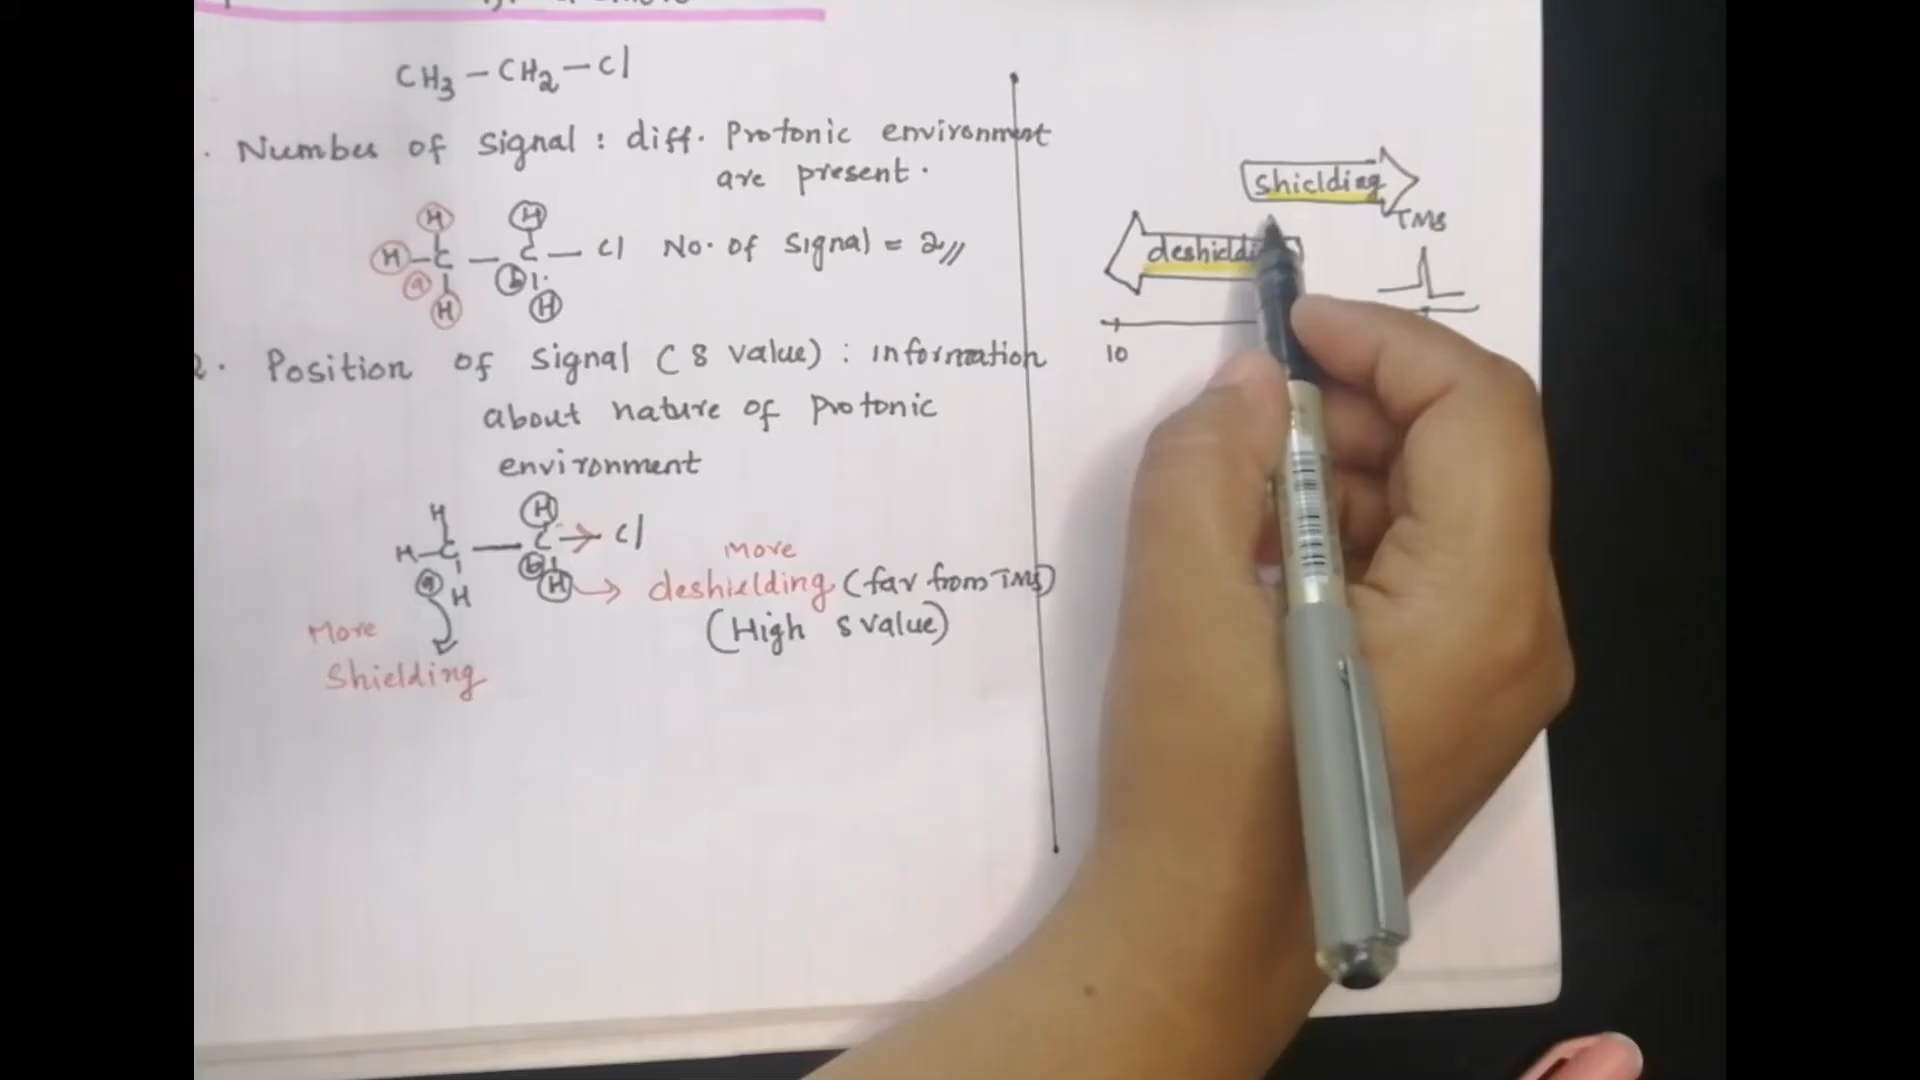 CH3 - CH2 - Cl
Number of signal : diff. Protonic environment
are present.
H H
H - C - C - Cl No. of signal = 2//
a b
H H
2. Position of signal (δ value) : information
about nature of protonic
environment
H H
H - C - C → Cl
a b
H H → More deshielding (far from TMS)
(High δ value)
More
Shielding
Shielding
TMS
10